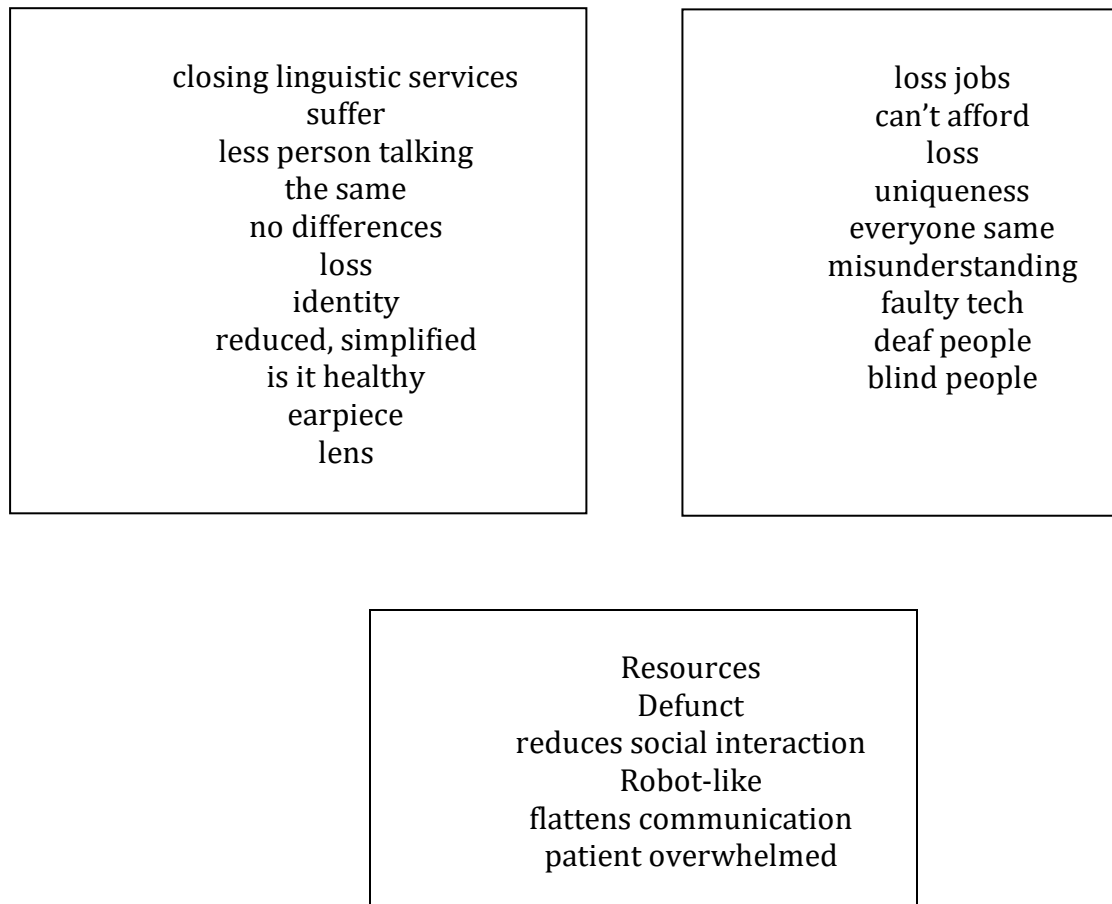 closing linguistic services
suffer
less person talking
the same
no differences
loss
identity
reduced, simplified
is it healthy
earpiece
lens
loss jobs
can’t afford
loss
uniqueness
everyone same
misunderstanding
faulty tech
deaf people
blind people
Resources
Defunct
reduces social interaction
Robot-like
flattens communication
patient overwhelmed